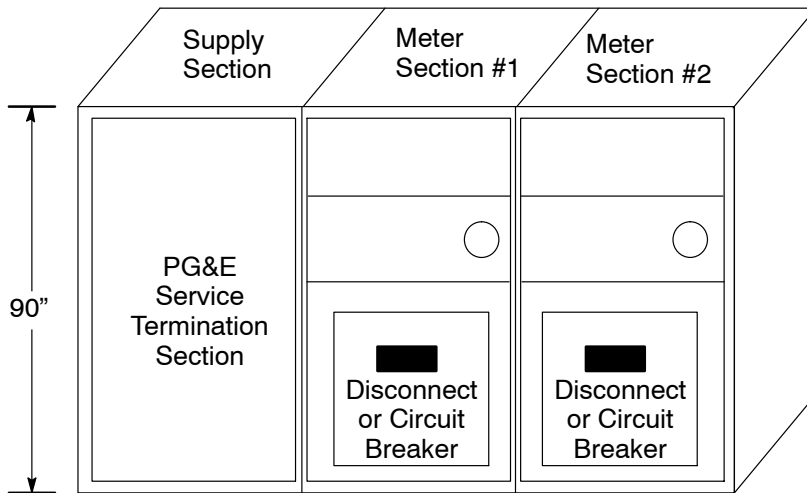 Supply
Section
Meter
Section #1
Meter
Section #2
90”
PG&E
Service
Termination
Section
Disconnect
or Circuit
Breaker
Disconnect
or Circuit
Breaker